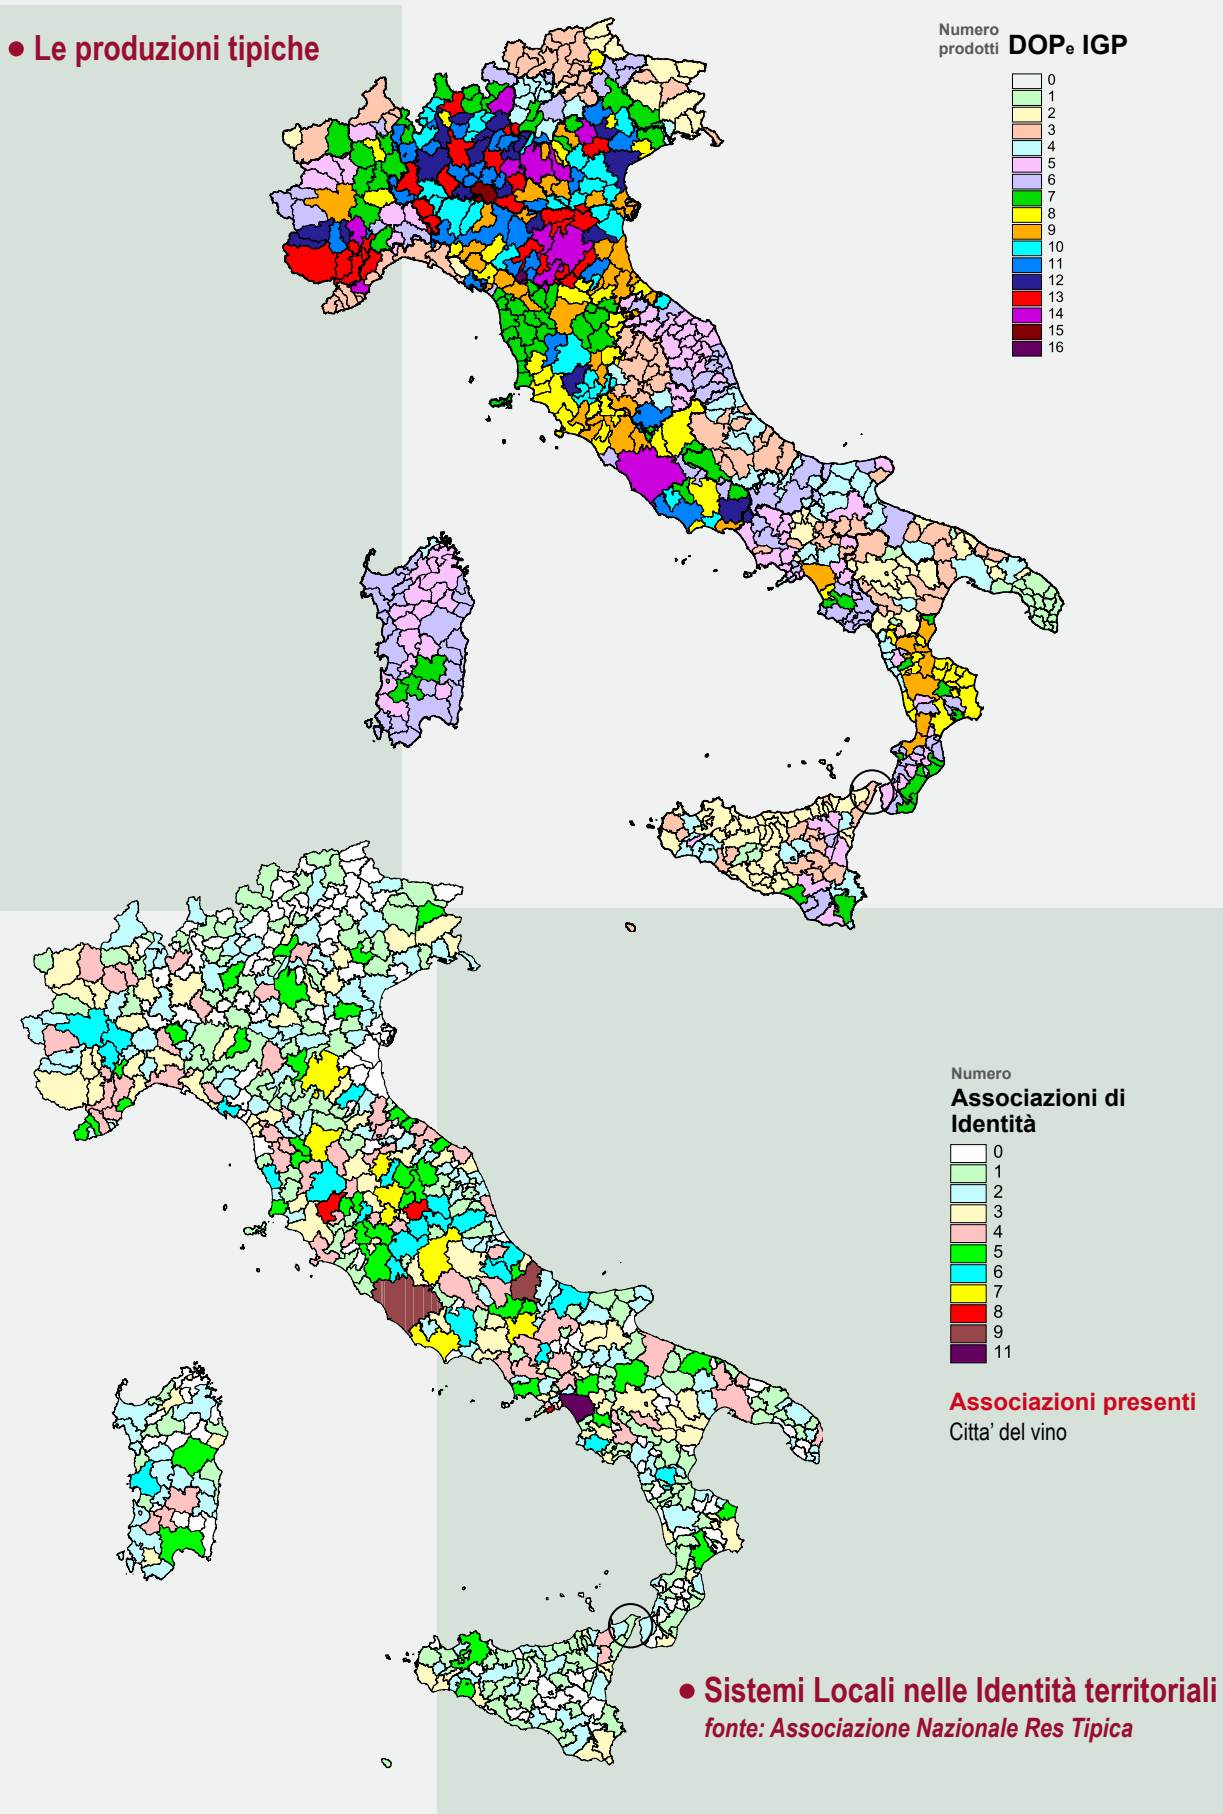 • Le produzioni tipiche
Numero
prodotti DOPe IGP
0
1
2
3
4
5
6
7
8
9
10
11
12
13
14
15
16
Numero
Associazioni di
Identità
0
1
2
3
4
5
6
7
8
9
11
Associazioni presenti
Citta' del vino
• Sistemi Locali nelle Identità territoriali
fonte: Associazione Nazionale Res Tipica